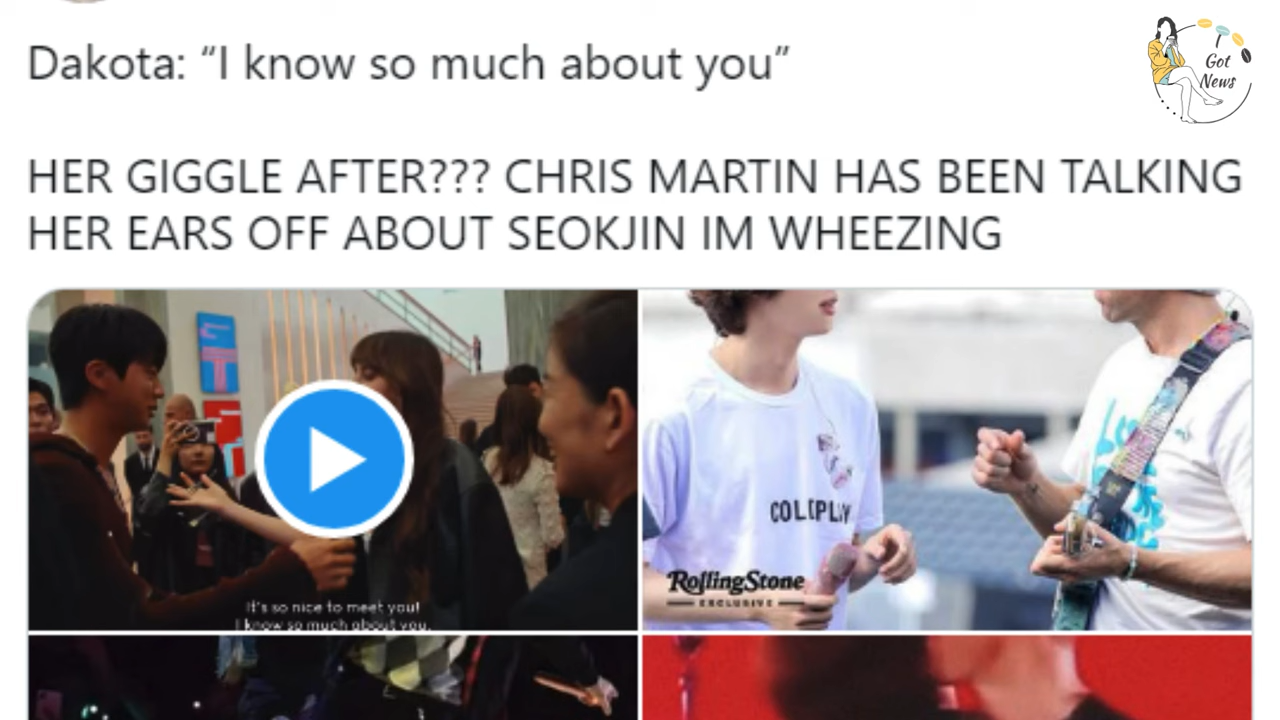 Dakota: “I know so much about you”
I Got
News
HER GIGGLE AFTER??? CHRIS MARTIN HAS BEEN TALKING
HER EARS OFF ABOUT SEOKJIN IM WHEEZING
It's so nice to meet you!
I know so much about you.
COLDPLAY
RollingStone
EXCLUSIVE